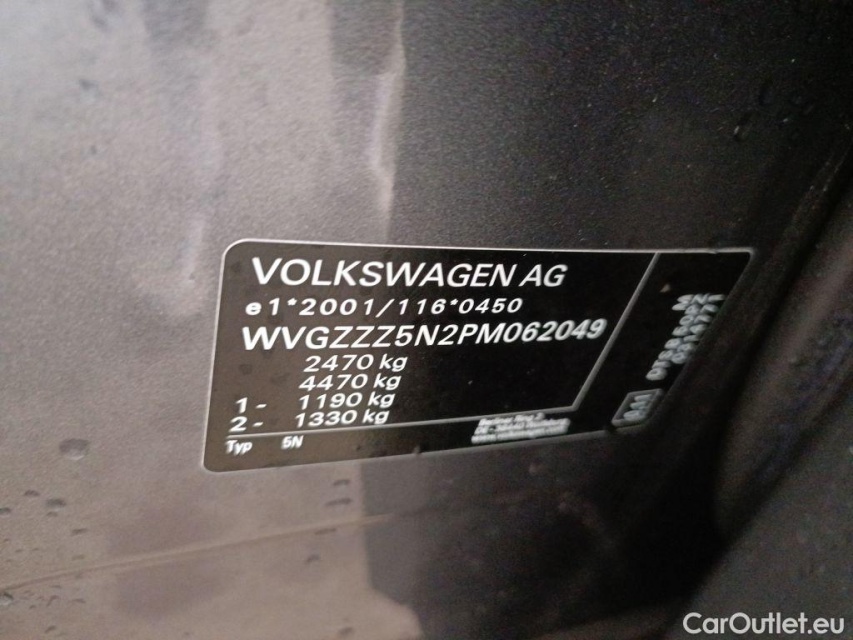 VOLKSWAGEN AG
e1*2001/116*0450
WVGZZZ5N2PM062049
2470 kg
4470 kg
1- 1190 kg
2- 1330 kg
Typ 5N
5N
CarOutlet.eu